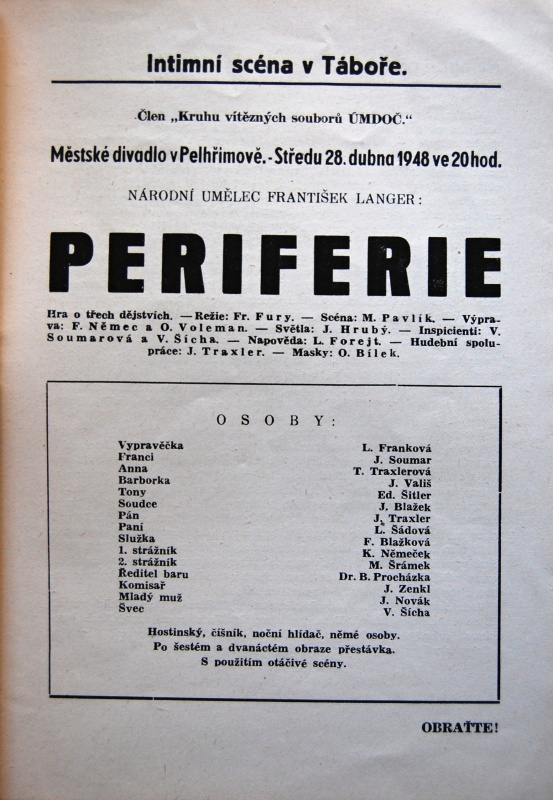 Intimní scéna v Táboře.
Člen „Kruhu vítězných souborů ÚMDOČ.“
Městské divadlo v Pelhřimově.-Středu 28. dubna 1948 ve 20 hod.
NÁRODNÍ UMĚLEC FRANTIŠEK LANGER:
PERIFERIE
Hra o třech dějstvích. — Režie: Fr. Fury. — Scéna: M. Pavlík. — Výpra-
va: F. Němec a O. Voleman. — Světla: J. Hrubý. — Inspicienti: V.
Soumarová a V. Šícha. — Napověda: L. Forejt. — Hudební spolu-
práce: J. Traxler. — Masky: O. Bílek.
OSOBY:
Vypravěčka L. Franková
Franci J. Soumar
Anna T. Traxlerová
Barborka J. Vališ
Tony Ed. Šitler
Soudce J. Blažek
Pán J. Traxler
Paní L. Šádová
Služka F. Blažková
1. strážník K. Němeček
2. strážník M. Šrámek
Ředitel baru Dr. B. Procházka
Komisař J. Zenkl
Mladý muž J. Novák
Švec V. Šícha
Hostinský, číšník, noční hlídač, němé osoby.
Po šestém a dvanáctém obraze přestávka.
S použitím otáčivé scény.
OBRAŤTE!